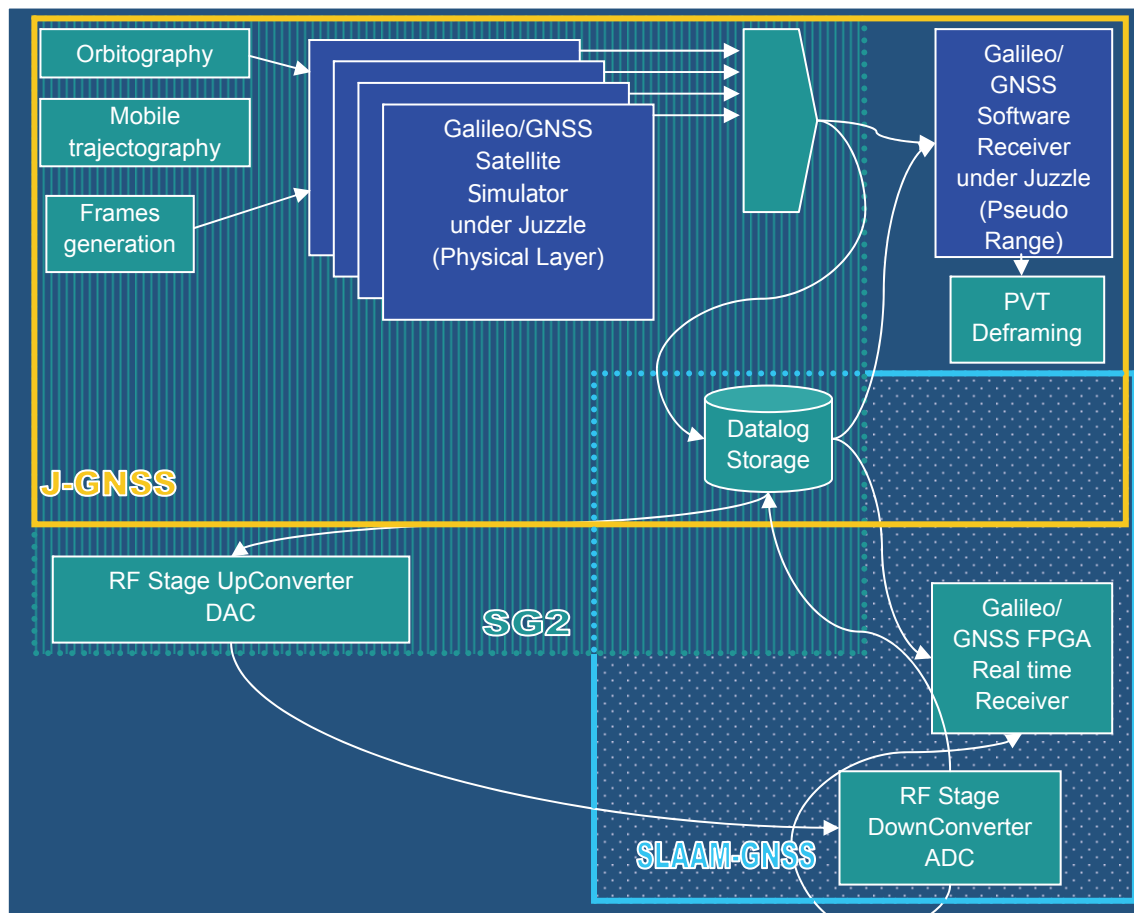 Orbitography
Mobile
trajectography
Frames
generation
Galileo/GNSS
Satellite
Simulator
under Juzzle
(Physical Layer)
Galileo/
GNSS
Software
Receiver
under Juzzle
(Pseudo
Range)
PVT
Deframing
Datalog
Storage
J-GNSS
RF Stage UpConverter
DAC
SG2
Galileo/
GNSS FPGA
Real time
Receiver
RF Stage
DownConverter
ADC
SLAAM-GNSS